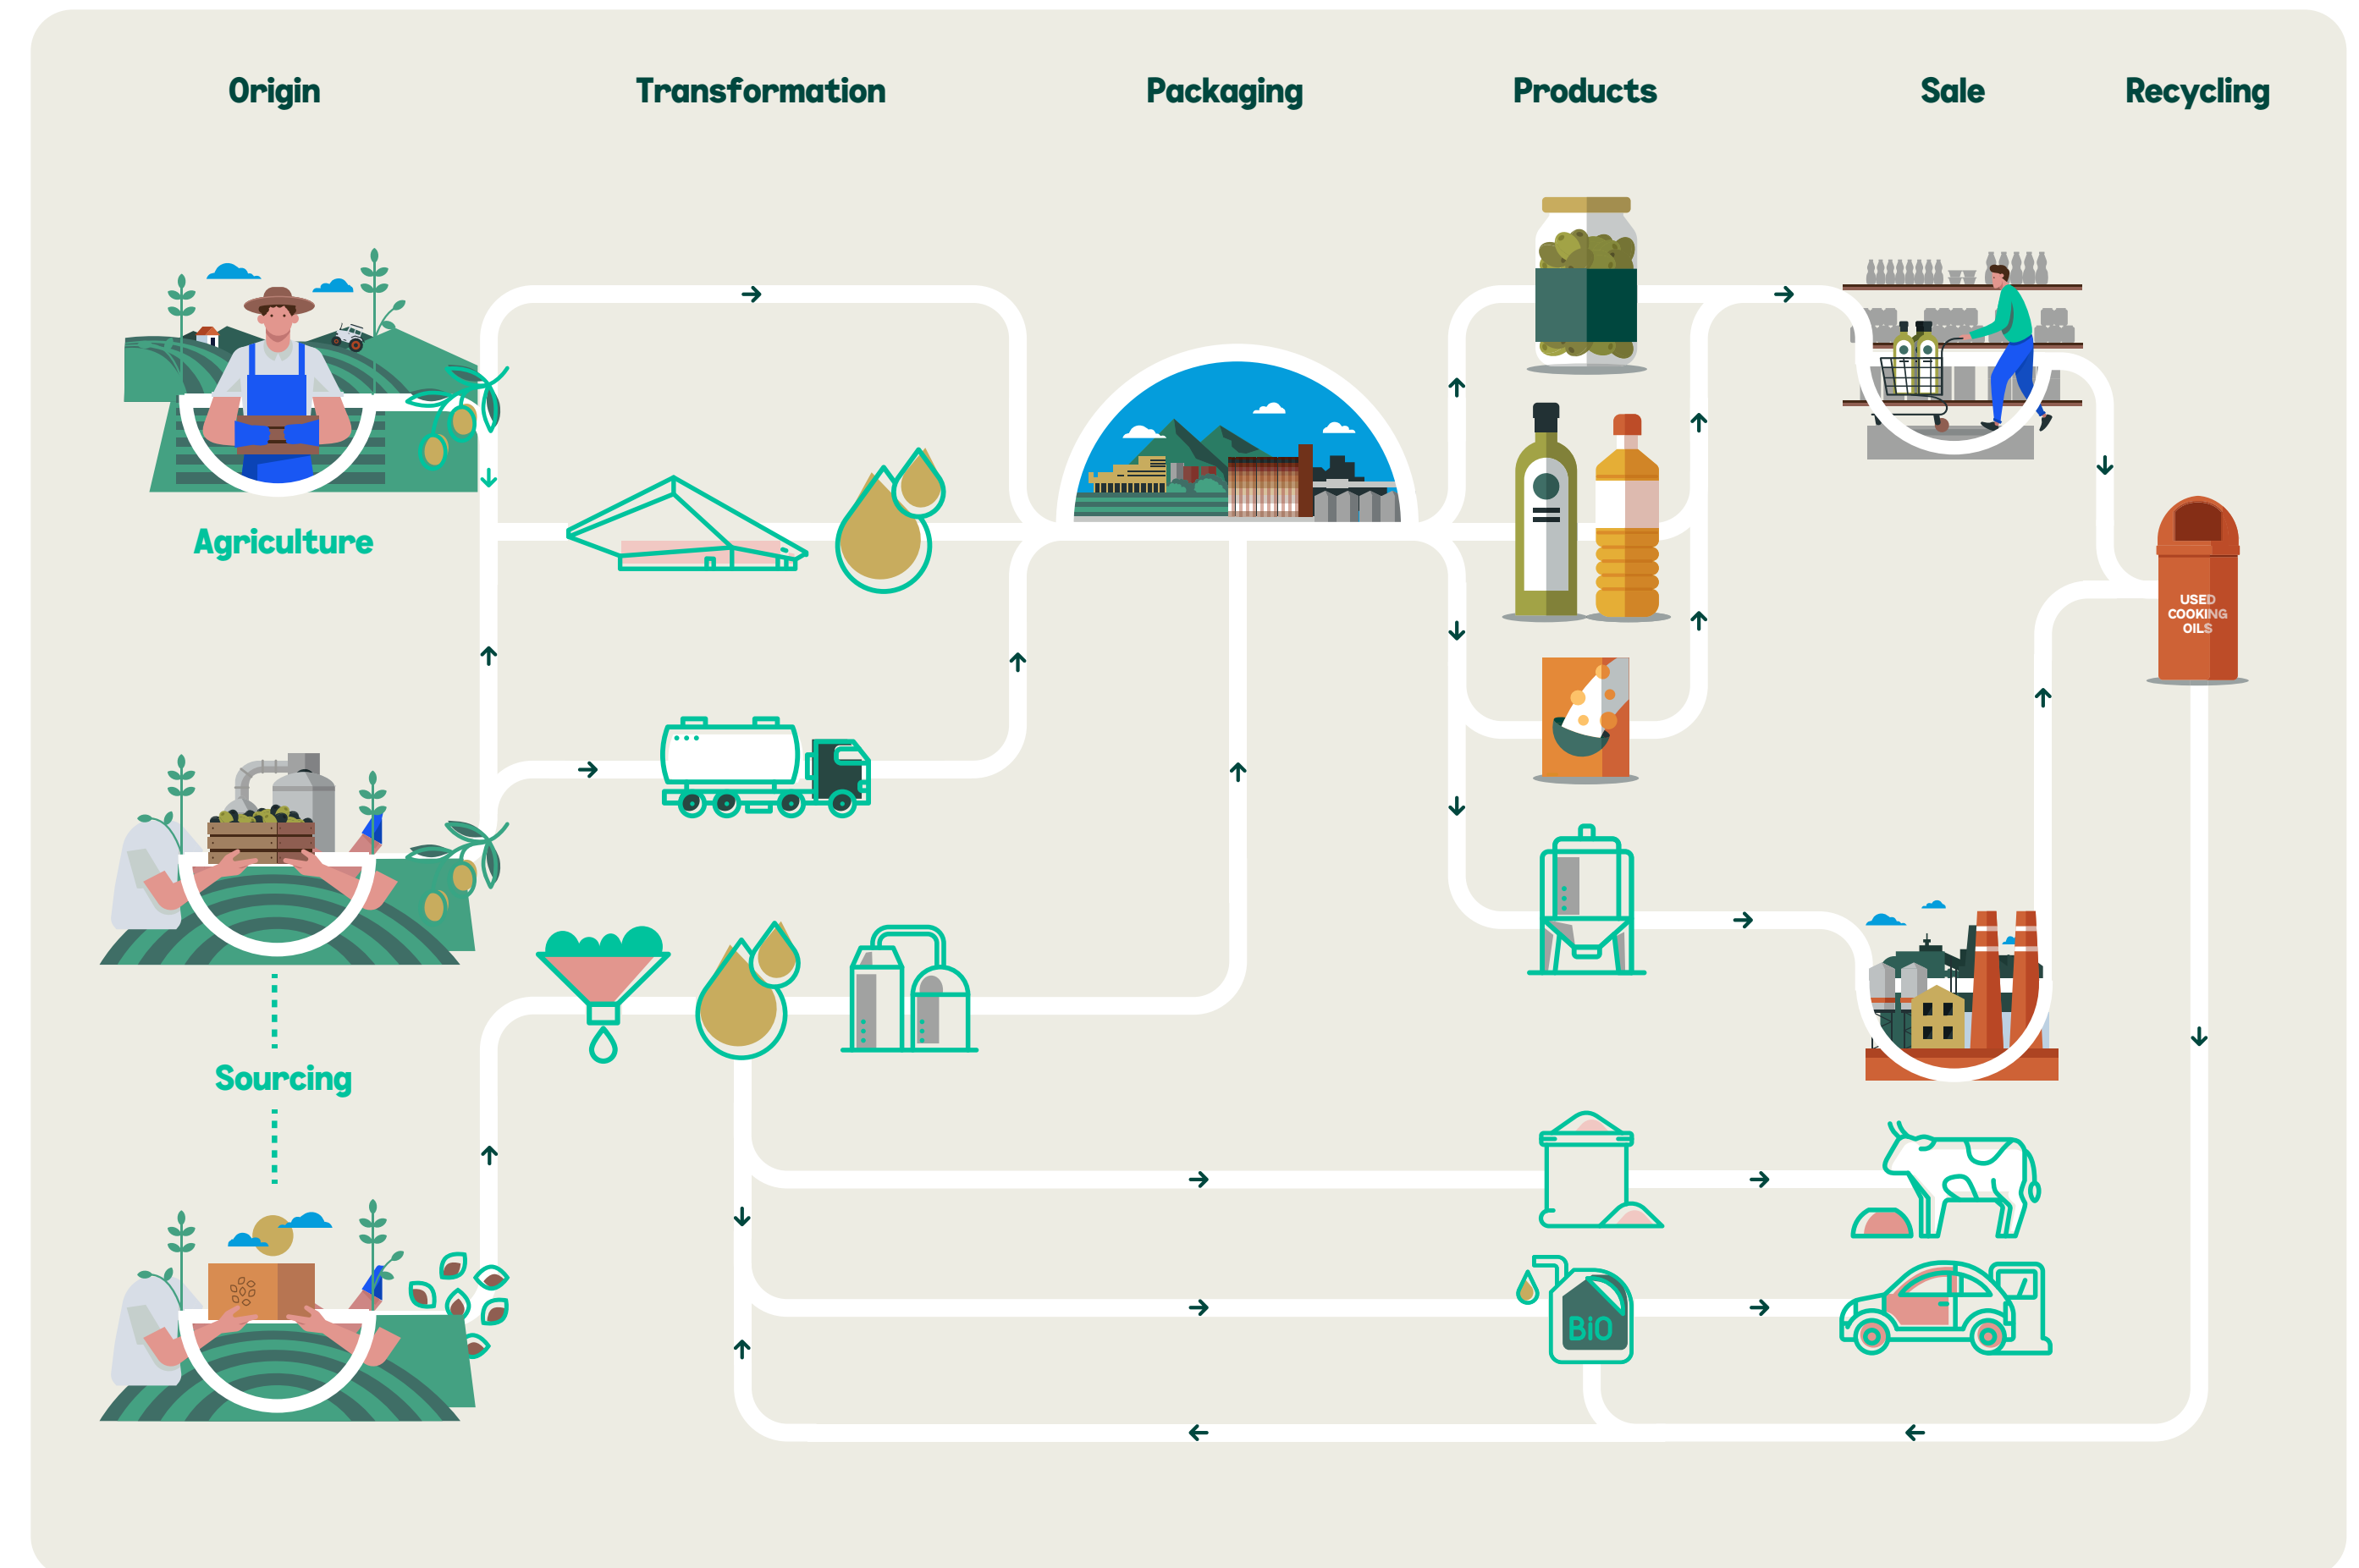 Origin
Transformation
Packaging
Products
Sale
Recycling
Agriculture
USED
COOKING
OILS
Sourcing
BiO